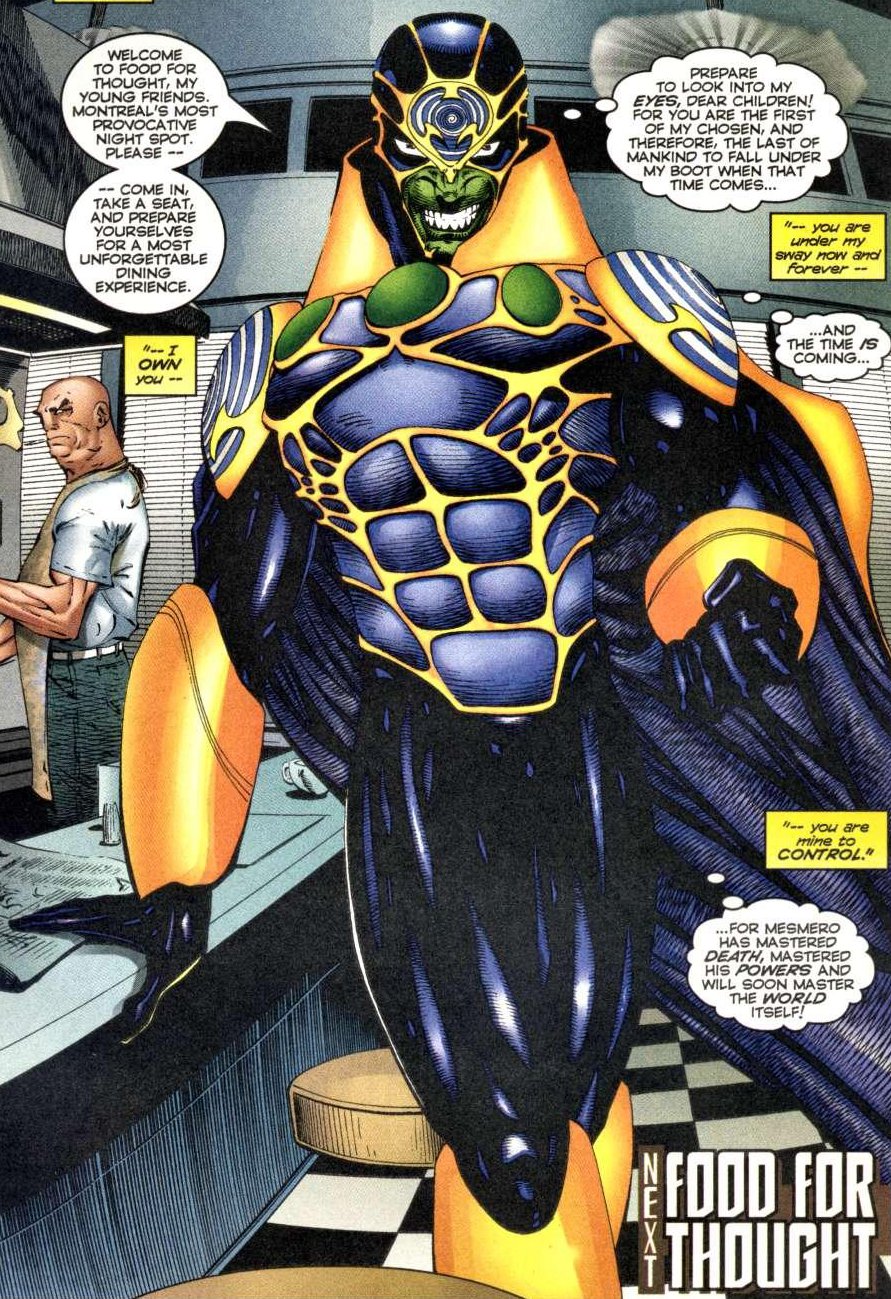 WELCOME
TO FOOD FOR
THOUGHT, MY
YOUNG FRIENDS.
MONTREAL'S MOST
PROVOCATIVE
NIGHT SPOT.
PLEASE --
-- COME IN,
TAKE A SEAT,
AND PREPARE
YOURSELVES
FOR A MOST
UNFORGETTABLE
DINING
EXPERIENCE.
"-- I
OWN
you --
PREPARE
TO LOOK INTO MY
EYES, DEAR CHILDREN!
FOR YOU ARE THE FIRST
OF MY CHOSEN, AND
THEREFORE, THE LAST OF
MANKIND TO FALL UNDER
MY BOOT WHEN THAT
TIME COMES...
"-- you are
under my
sway now and
forever --
...AND
THE TIME IS
COMING...
"-- you are
mine to
CONTROL."
...FOR MESMERO
HAS MASTERED
DEATH, MASTERED
HIS POWERS AND
WILL SOON MASTER
THE WORLD
ITSELF!
NEXT
FOOD FOR
THOUGHT